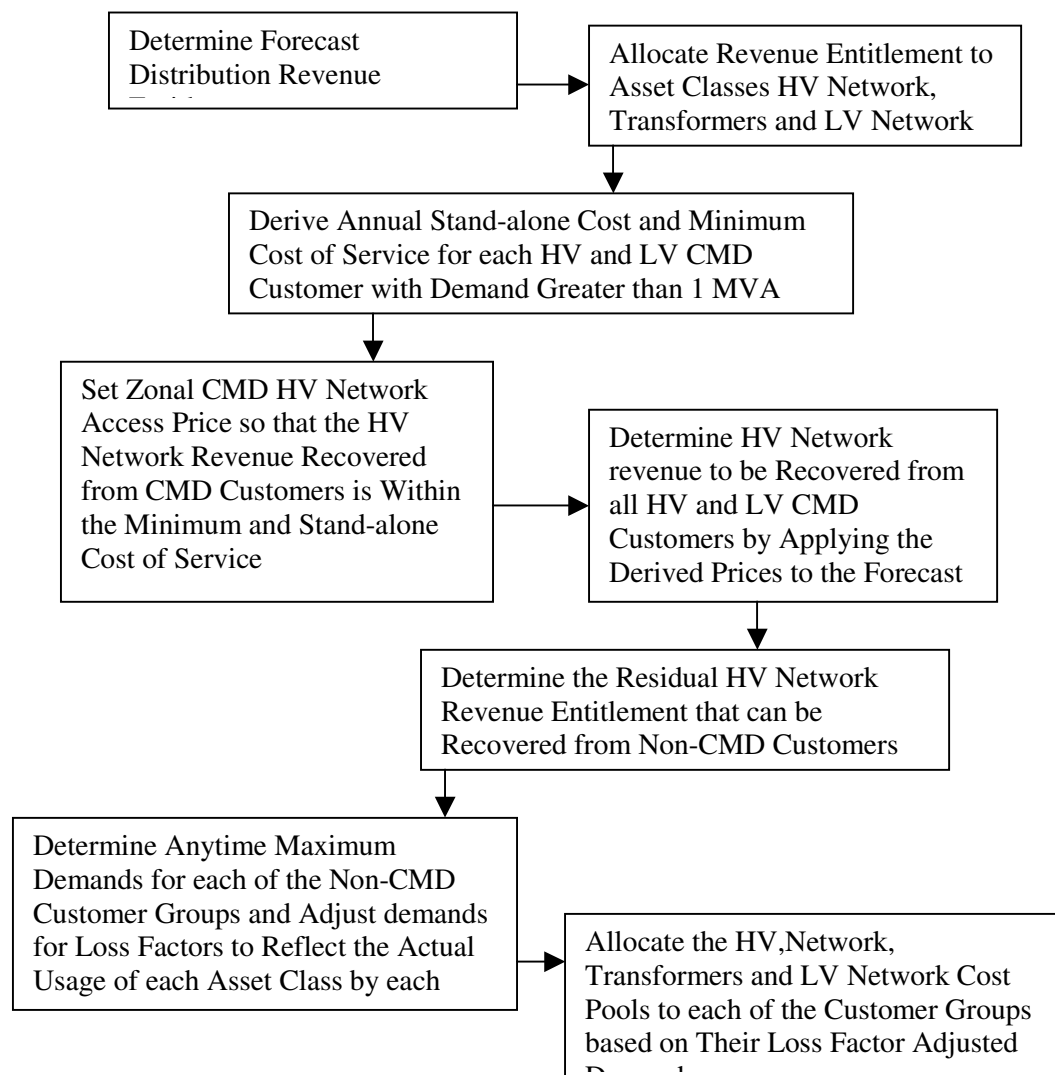 Determine Forecast
Distribution Revenue
Allocate Revenue Entitlement to
Asset Classes HV Network,
Transformers and LV Network
Derive Annual Stand-alone Cost and Minimum
Cost of Service for each HV and LV CMD
Customer with Demand Greater than 1 MVA
Set Zonal CMD HV Network
Access Price so that the HV
Network Revenue Recovered
from CMD Customers is Within
the Minimum and Stand-alone
Cost of Service
Determine HV Network
revenue to be Recovered from
all HV and LV CMD
Customers by Applying the
Derived Prices to the Forecast
Determine the Residual HV Network
Revenue Entitlement that can be
Recovered from Non-CMD Customers
Determine Anytime Maximum
Demands for each of the Non-CMD
Customer Groups and Adjust demands
for Loss Factors to Reflect the Actual
Usage of each Asset Class by each
Allocate the HV,Network,
Transformers and LV Network Cost
Pools to each of the Customer Groups
based on Their Loss Factor Adjusted